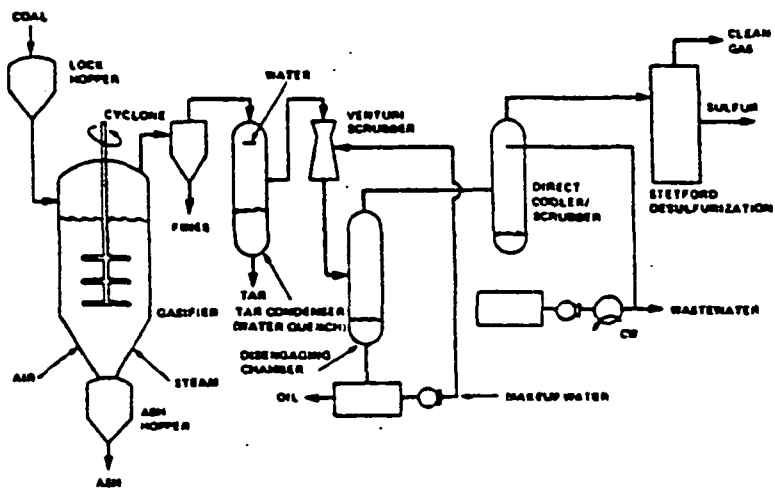 COAL
LOCK
HOPPER
CYCLONE
WATER
VENTURI
SCRUBBER
CLEAN
GAS
SULFUR
STETFORD
DESULFURIZATION
DIRECT
COOLER/
SCRUBBER
FINES
TAR
TAR CONDENSER
(WATER QUENCH)
GASIFIER
DISENGAGING
CHAMBER
WASTEWATER
CW
AIR
STEAM
OIL
MAKEUP WATER
ASH
HOPPER
ASH